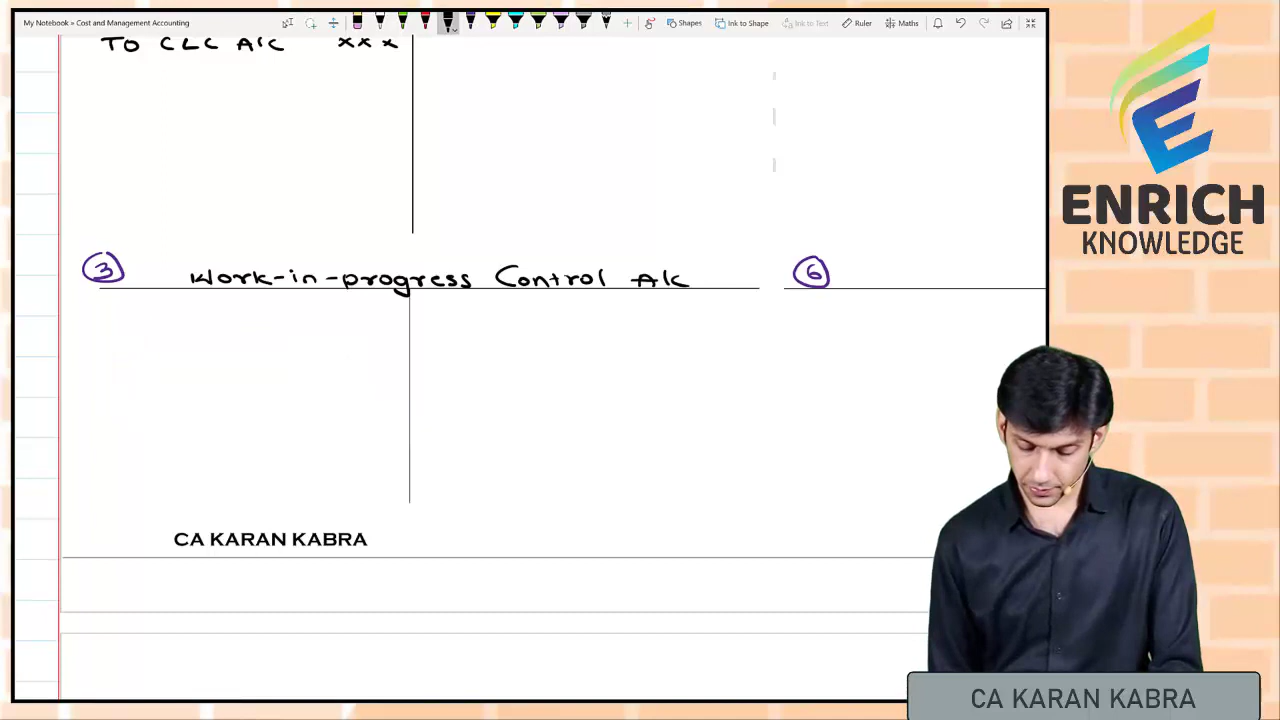 My Notebook » Cost and Management Accounting
Shapes
Ink to Shape
Ink to Text
Ruler
Maths
TO CLC A/C xxx
3 Work-in-progress Control A/c
6
CA KARAN KABRA
ENRICH
KNOWLEDGE
CA KARAN KABRA